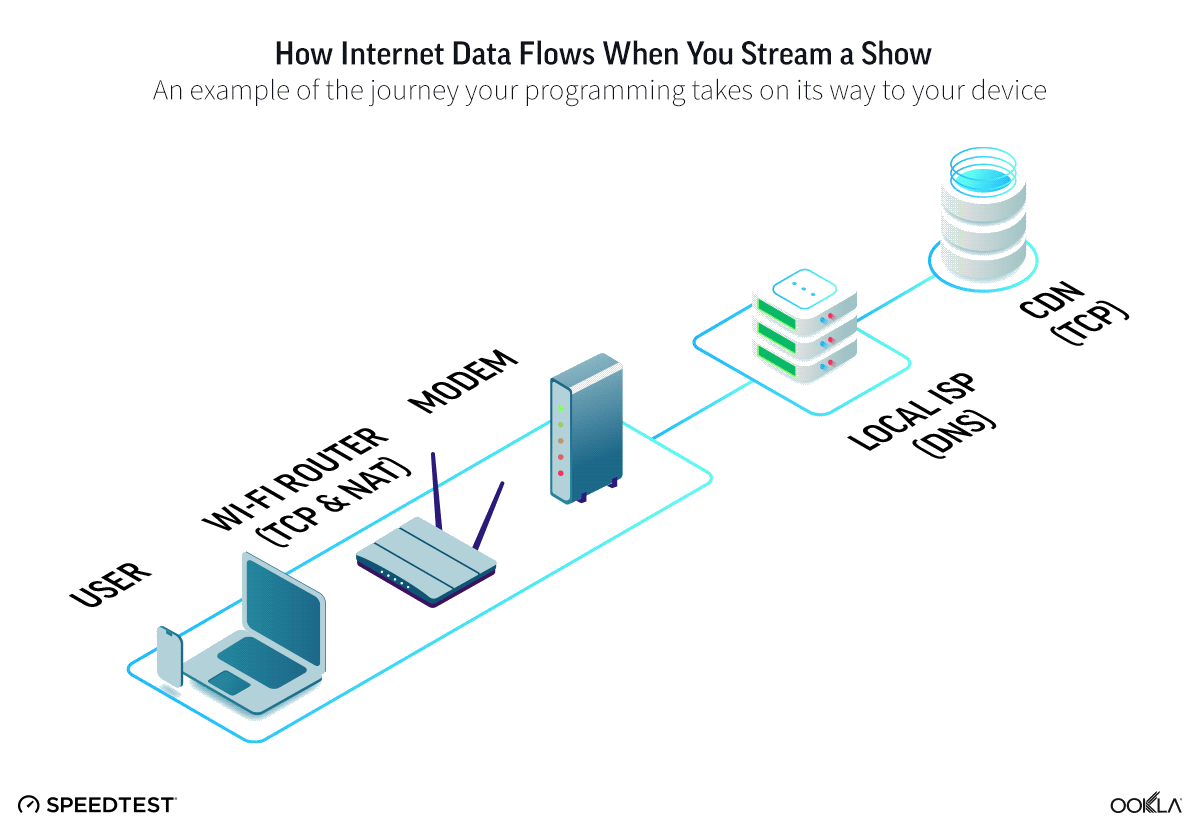 How Internet Data Flows When You Stream a Show
An example of the journey your programming takes on its way to your device
CDN
(TCP)
LOCAL ISP
(DNS)
MODEM
WI-FI ROUTER
(TCP & NAT)
USER
SPEEDTEST
OOKLA